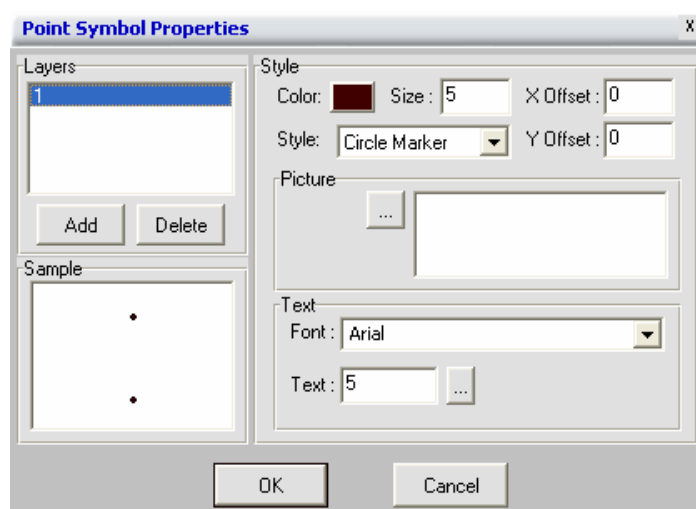 Point Symbol Properties x
Layers
1
Add Delete
Sample
Style
Color: Size : 5 X Offset : 0
Style: Circle Marker Y Offset : 0
Picture
...
Text
Font : Arial
Text : 5 ...
OK Cancel